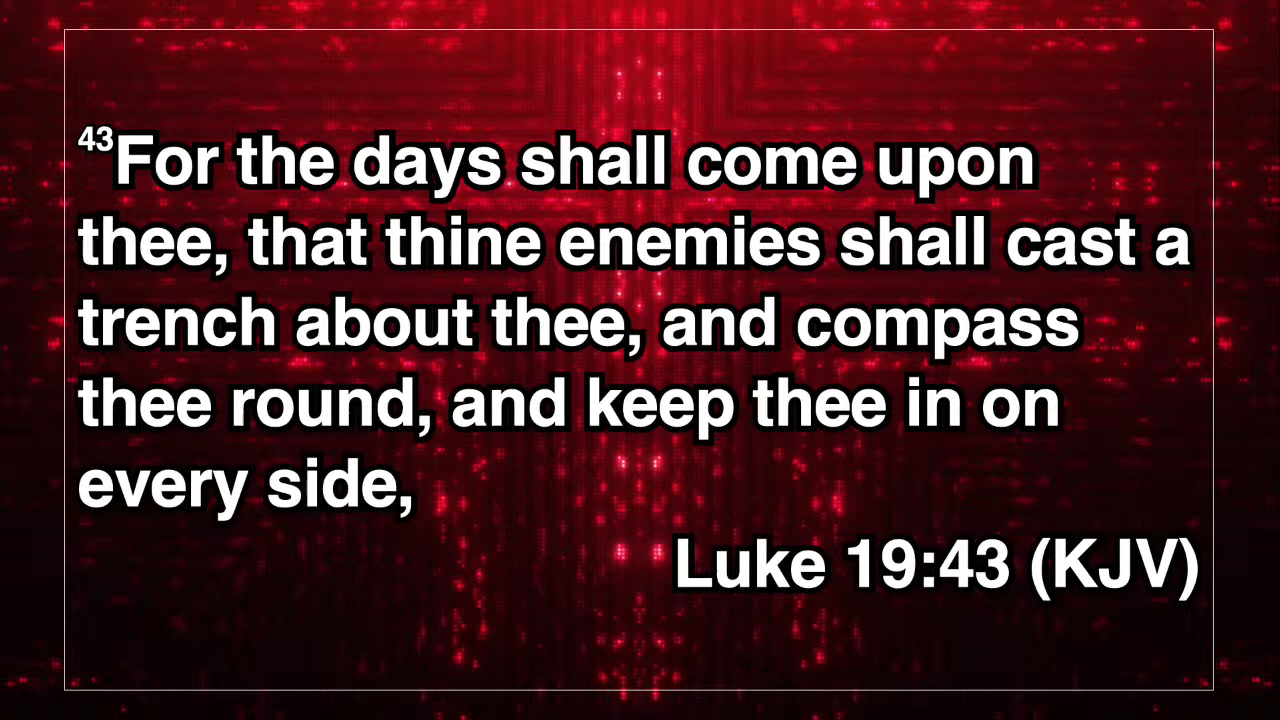 43For the days shall come upon
thee, that thine enemies shall cast a
trench about thee, and compass
thee round, and keep thee in on
every side,
Luke 19:43 (KJV)